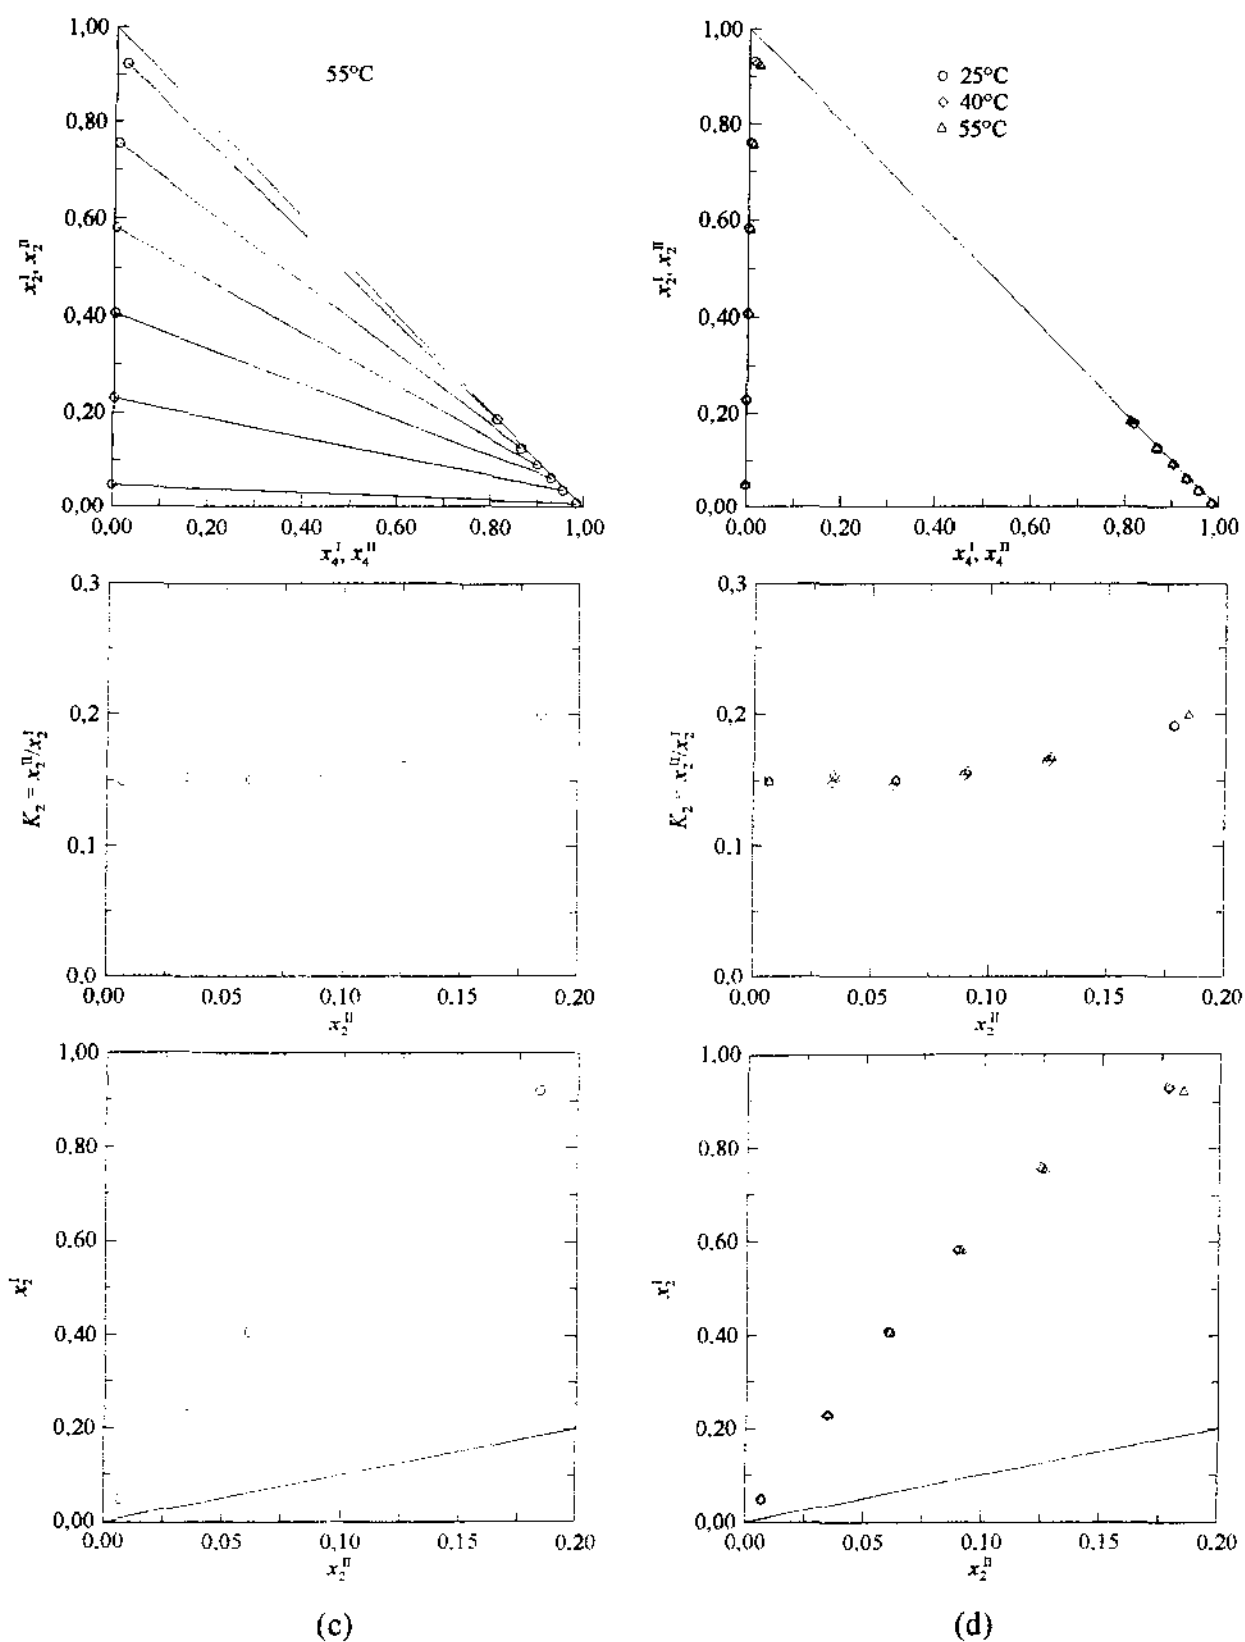 1,00
0,80
0,60
0,40
0,20
0.00
x₂ᴵ, x₂ᴵᴵ
55°C
0.00 0,20 0,40 0,60 0,80 1,00
x₄ᴵ, x₄ᴵᴵ
1,00
0,80
0,60
0,40
0,20
0.00
x₂ᴵ, x₂ᴵᴵ
25°C
40°C
55°C
0.00 0,20 0,40 0,60 0,80 1,00
x₄ᴵ, x₄ᴵᴵ
0,3
0,2
0,1
0.0
K₂ = x₂ᴵᴵ/x₂ᴵ
0.00 0.05 0,10 0,15 0,20
x₂ᴵᴵ
0,3
0,2
0.1
0.0
K₂ = x₂ᴵᴵ/x₂ᴵ
0.00 0,05 0,10 0,15 0,20
x₂ᴵᴵ
1,00
0.80
0.60
0,40
0,20
0,00
x₂ᴵ
0.00 0,05 0,10 0,15 0,20
x₂ᴵᴵ
(c)
1,00
0,80
0,60
0,40
0,20
0,00
x₂ᴵ
0.00 0,05 0,10 0,15 0,20
x₂ᴵᴵ
(d)